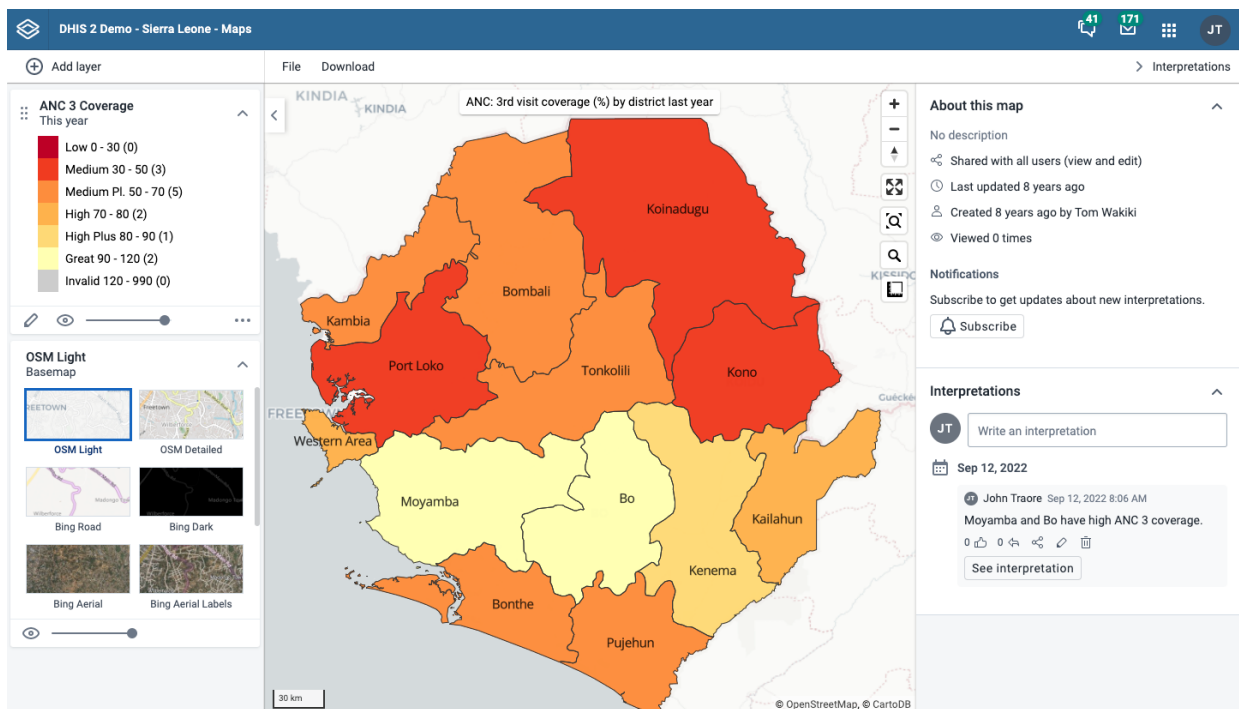 DHIS 2 Demo - Sierra Leone - Maps
41
171
JT
Add layer
File
Download
Interpretations
ANC 3 Coverage
This year
Low 0 - 30 (0)
Medium 30 - 50 (3)
Medium Pl. 50 - 70 (5)
High 70 - 80 (2)
High Plus 80 - 90 (1)
Great 90 - 120 (2)
Invalid 120 - 990 (0)
OSM Light
Basemap
REETOWN
Treetown
OSM Light
OSM Detailed
Wilberforce
Bing Road
Bing Dark
Bing Aerial
Bing Aerial Labels
KINDIA
KINDIA
ANC: 3rd visit coverage (%) by district last year
Koinadugu
KISSIDO
Bombali
Kambia
Port Loko
Tonkolili
Kono
Guécké
FREETOW
Western Area
Moyamba
Bo
Kailahun
Kenema
Bonthe
Pujehun
30 km
© OpenStreetMap, © CartoDB
About this map
No description
Shared with all users (view and edit)
Last updated 8 years ago
Created 8 years ago by Tom Wakiki
Viewed 0 times
Notifications
Subscribe to get updates about new interpretations.
Subscribe
Interpretations
JT
Write an interpretation
Sep 12, 2022
JT John Traore Sep 12, 2022 8:06 AM
Moyamba and Bo have high ANC 3 coverage.
0
0
See interpretation